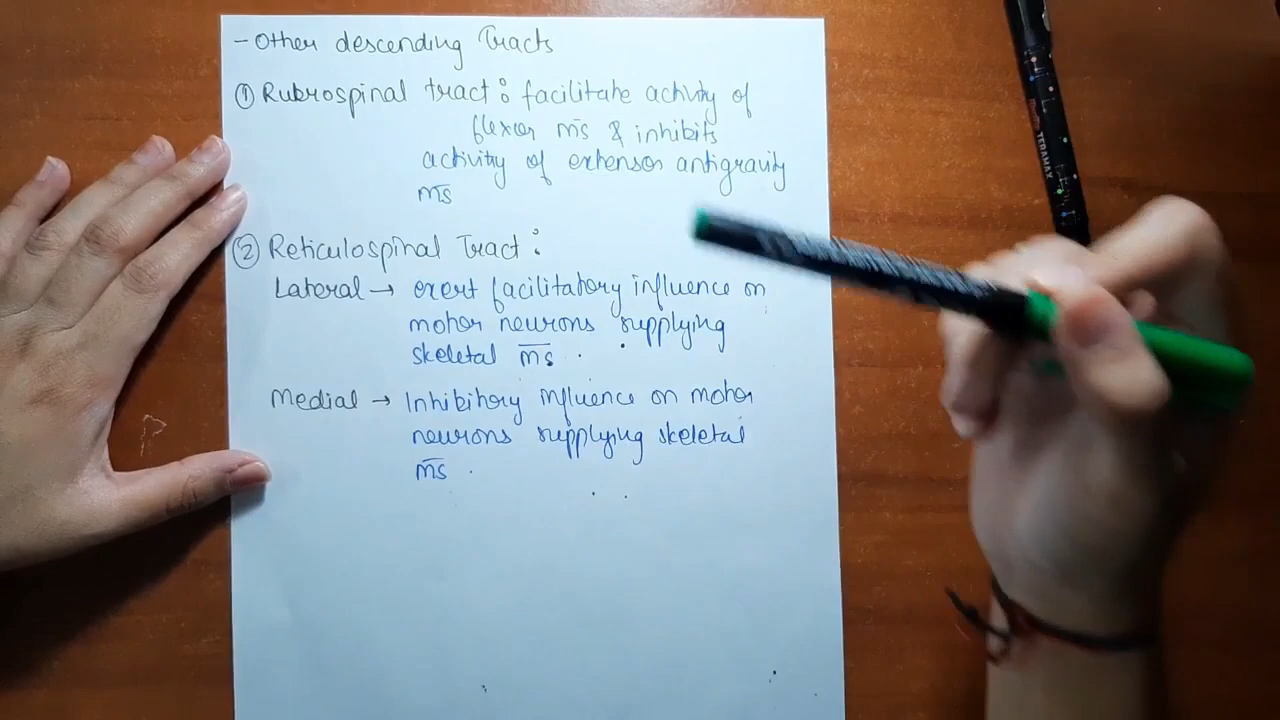 - Other descending Tracts
① Rubrospinal tract : facilitate activity of
flexor m̅s & inhibits
activity of extensor antigravity
m̅s
② Reticulospinal Tract :
Lateral → exert facilitatory influence on
motor neurons supplying
skeletal m̅s .
Medial → Inhibitory influence on motor
neurons supplying skeletal
m̅s .
TERAMAX